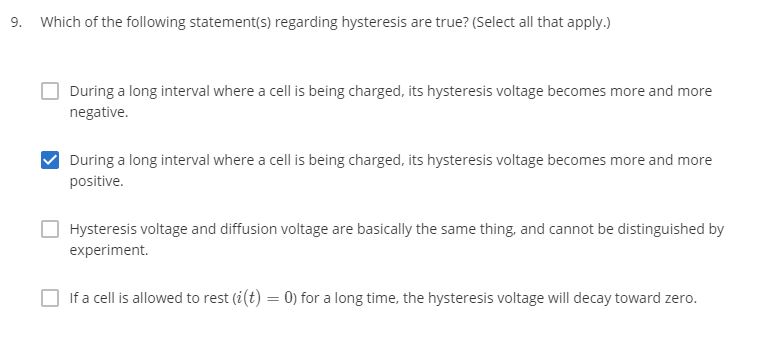 9. Which of the following statement(s) regarding hysteresis are true? (Select all that apply.)
During a long interval where a cell is being charged, its hysteresis voltage becomes more and more
negative.
During a long interval where a cell is being charged, its hysteresis voltage becomes more and more
positive.
Hysteresis voltage and diffusion voltage are basically the same thing, and cannot be distinguished by
experiment.
If a cell is allowed to rest (i(t) = 0) for a long time, the hysteresis voltage will decay toward zero.